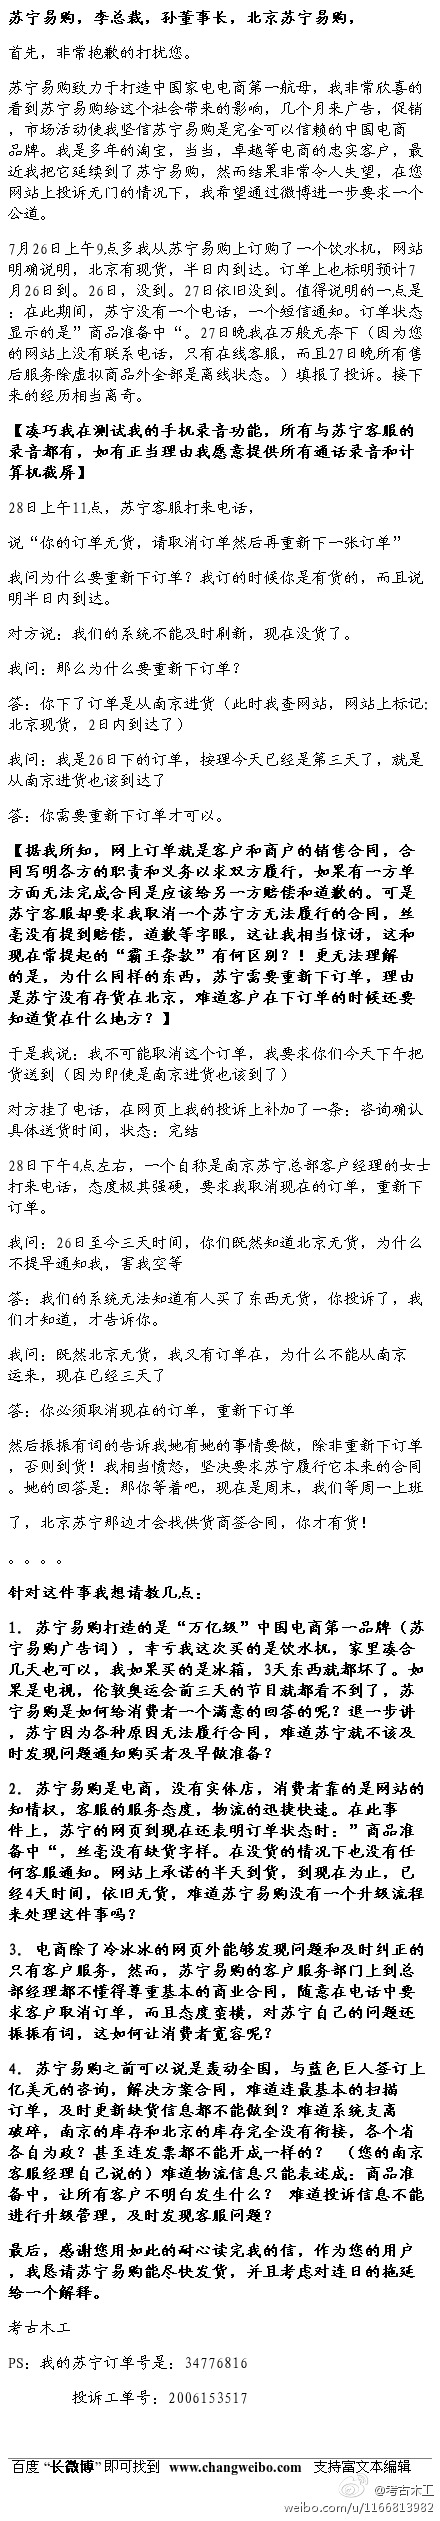 苏宁易购，李总裁，孙董事长，北京苏宁易购，
首先，非常抱歉的打扰您。
苏宁易购致力于打造中国家电电商第一航母，我非常欣喜的
看到苏宁易购给这个社会带来的影响，几个月来广告，促销
，市场活动使我坚信苏宁易购是完全可以信赖的中国电商
品牌。我是多年的淘宝，当当，卓越等电商的忠实客户，最
近我把它延续到了苏宁易购，然而结果非常令人失望，在您
网站上投诉无门的情况下，我希望通过微博进一步要求一个
公道。
7月26日上午9点多我从苏宁易购上订购了一个饮水机，网站
明确说明，北京有现货，半日内到达。订单上也标明预计7
月26日到。26日，没到。27日依旧没到。值得说明的一点是
：在此期间，苏宁没有一个电话，一个短信通知。订单状态
显示的是”商品准备中“。27日晚我在万般无奈下（因为您
的网站上没有联系电话，只有在线客服，而且27日晚所有售
后服务除虚拟商品外全部是离线状态。）填报了投诉。接下
来的经历相当离奇。
【凑巧我在测试我的手机录音功能，所有与苏宁客服的
录音都有，如有正当理由我愿意提供所有通话录音和计
算机截屏】
28日上午11点，苏宁客服打来电话，
说“你的订单无货，请取消订单然后再重新下一张订单”
我问为什么要重新下订单？我订的时候你是有货的，而且说
明半日内到达。
对方说：我们的系统不能及时刷新，现在没货了。
我问：那么为什么要重新下订单？
答：你下了订单是从南京进货（此时我查网站，网站上标记：
北京现货，2日内到达了）
我问：我是26日下的订单，按理今天已经是第三天了，就是
从南京进货也该到达了
答：你需要重新下订单才可以。
【据我所知，网上订单就是客户和商户的销售合同，合
同写明各方的职责和义务以求双方履行，如果有一方单
方面无法完成合同是应该给另一方赔偿和道歉的。可是
苏宁客服却要求我取消一个苏宁方无法履行的合同，丝
毫没有提到赔偿，道歉等字眼，这让我相当惊讶，这和
现在常提起的“霸王条款”有何区别？！更无法理解
的是，为什么同样的东西，苏宁需要重新下订单，理由
是苏宁没有存货在北京，难道客户在下订单的时候还要
知道货在什么地方？】
于是我说：我不可能取消这个订单，我要求你们今天下午把
货送到（因为即使是南京进货也该到了）
对方挂了电话，在网页上我的投诉上补加了一条：咨询确认
具体送货时间，状态：完结
28日下午4点左右，一个自称是南京苏宁总部客户经理的女士
打来电话，态度极其强硬，要求我取消现在的订单，重新下
订单。
我问：26日至今三天时间，你们既然知道北京无货，为什么
不提早通知我，害我空等
答：我们的系统无法知道有人买了东西无货，你投诉了，我
们才知道，才告诉你。
我问：既然北京无货，我又有订单在，为什么不能从南京
运来，现在已经三天了
答：你必须取消现在的订单，重新下订单
然后振振有词的告诉我她有她的事情要做，除非重新下订单
，否则到货！我相当愤怒，坚决要求苏宁履行它本来的合同
。她的回答是：那你等着吧，现在是周末，我们等周一上班
了，北京苏宁那边才会找供货商签合同，你才有货！
。。。。
针对这件事我想请教几点：
1. 苏宁易购打造的是“万亿级”中国电商第一品牌（苏
宁易购广告词），幸亏我这次买的是饮水机，家里凑合
几天也可以，我如果买的是冰箱，3天东西就都坏了。如
果是电视，伦敦奥运会前三天的节目就都看不到了，苏
宁易购是如何给消费者一个满意的回答的呢？退一步讲
，苏宁因为各种原因无法履行合同，难道苏宁就不该及
时发现问题通知购买者及早做准备？
2. 苏宁易购是电商，没有实体店，消费者靠的是网站的
知情权，客服的服务态度，物流的迅捷快速。在此事
件上，苏宁的网页到现在还表明订单状态时：”商品准
备中“，丝毫没有缺货字样。在没货的情况下也没有任
何客服通知。网站上承诺的半天到货，到现在为止，已
经4天时间，依旧无货，难道苏宁易购没有一个升级流程
来处理这件事吗？
3. 电商除了冷冰冰的网页外能够发现问题和及时纠正的
只有客户服务，然而，苏宁易购的客户服务部门上到总
部经理都不懂得尊重基本的商业合同，随意在电话中要
求客户取消订单，而且态度蛮横，对苏宁自己的问题还
振振有词，这如何让消费者宽容呢？
4. 苏宁易购之前可以说是轰动全国，与蓝色巨人签订上
亿美元的咨询，解决方案合同，难道连最基本的扫描
订单，及时更新缺货信息都不能做到？难道系统支离
破碎，南京的库存和北京的库存完全没有衔接，各个省
各自为政？甚至连发票都不能开成一样的？ （您的南京
客服经理自己说的）难道物流信息只能表述成：商品准
备中，让所有客户不明白发生什么？ 难道投诉信息不能
进行升级管理，及时发现客服问题？
最后，感谢您用如此的耐心读完我的信，作为您的用户
，我恳请苏宁易购能尽快发货，并且考虑对连日的拖延
给一个解释。
考古木工
PS：我的苏宁订单号是：34776816
投诉工单号：2006153517
百度 “长微博” 即可找到 www.changweibo.com 支持富文本编辑
@考古木工
weibo.com/u/1166813982